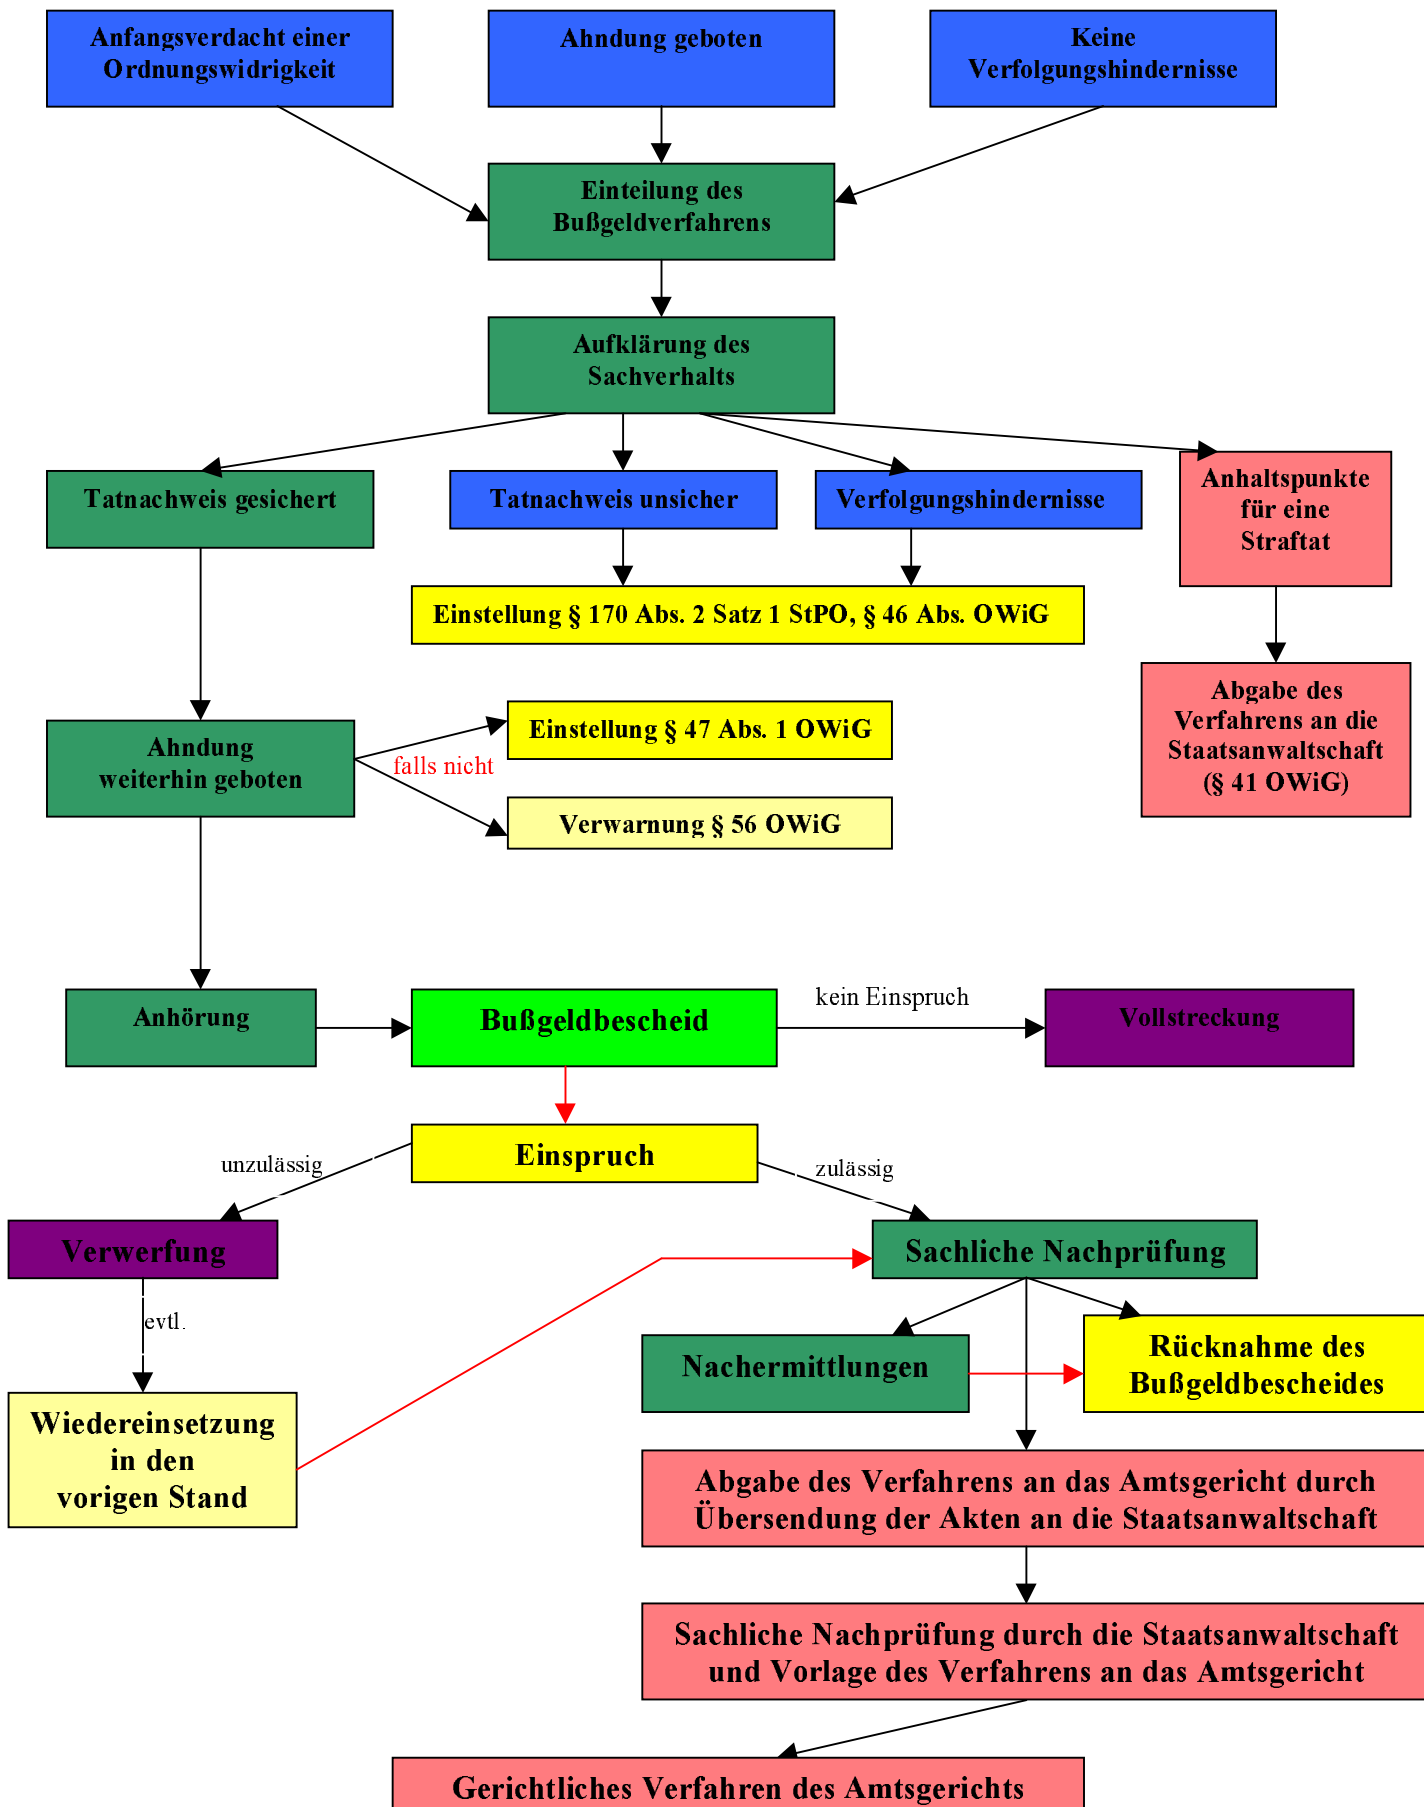 Anfangsverdacht einer
Ordnungswidrigkeit
Ahndung geboten
Keine
Verfolgungshindernisse
Einteilung des
Bußgeldverfahrens
Aufklärung des
Sachverhalts
Tatnachweis gesichert
Tatnachweis unsicher
Verfolgungshindernisse
Anhaltspunkte
für eine
Straftat
Einstellung § 170 Abs. 2 Satz 1 StPO, § 46 Abs. OWiG
Abgabe des
Verfahrens an die
Staatsanwaltschaft
(§ 41 OWiG)
Ahndung
weiterhin geboten
falls nicht
Einstellung § 47 Abs. 1 OWiG
Verwarnung § 56 OWiG
Anhörung
Bußgeldbescheid
kein Einspruch
Vollstreckung
Einspruch
unzulässig
zulässig
Verwerfung
Sachliche Nachprüfung
evtl.
Nachermittlungen
Rücknahme des
Bußgeldbescheides
Wiedereinsetzung
in den
vorigen Stand
Abgabe des Verfahrens an das Amtsgericht durch
Übersendung der Akten an die Staatsanwaltschaft
Sachliche Nachprüfung durch die Staatsanwaltschaft
und Vorlage des Verfahrens an das Amtsgericht
Gerichtliches Verfahren des Amtsgerichts